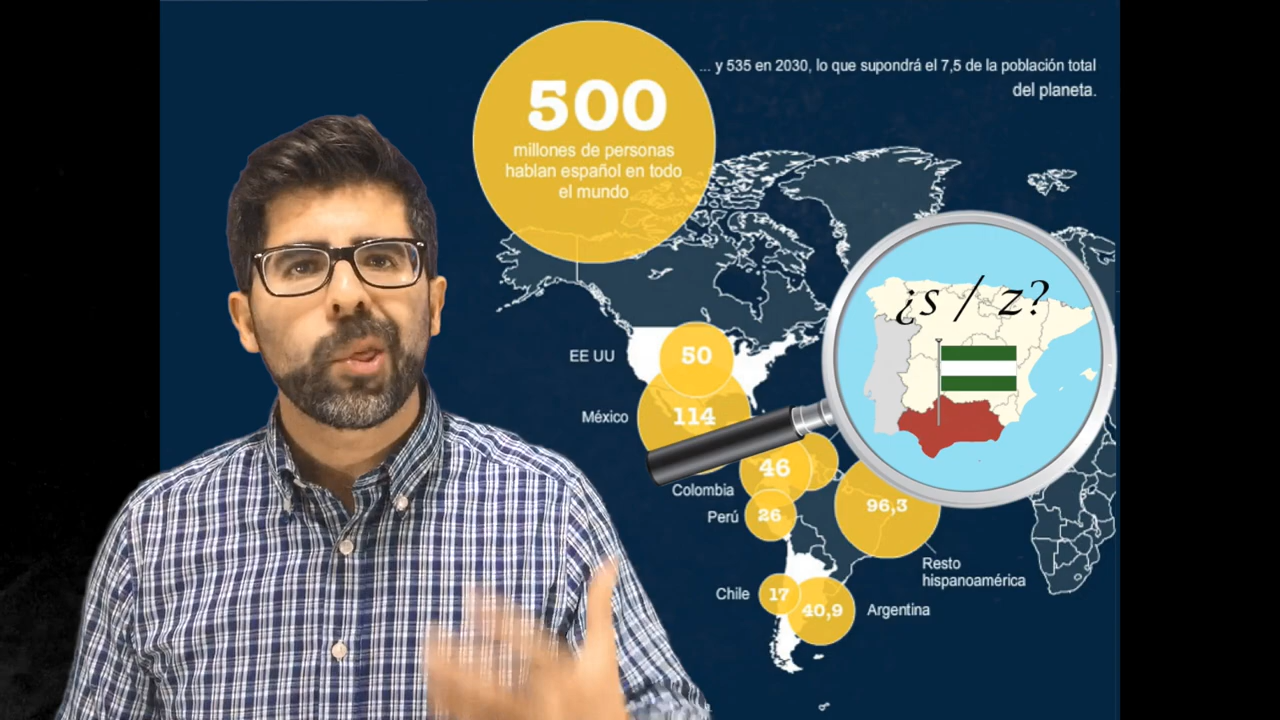 500
millones de personas
hablan español en todo
el mundo
... y 535 en 2030, lo que supondrá el 7,5 de la población total
del planeta.
¿s / z?
EE UU
50
México
114
46
Colombia
Perú
26
96,3
Resto
hispanoamérica
Chile
17
40,9
Argentina